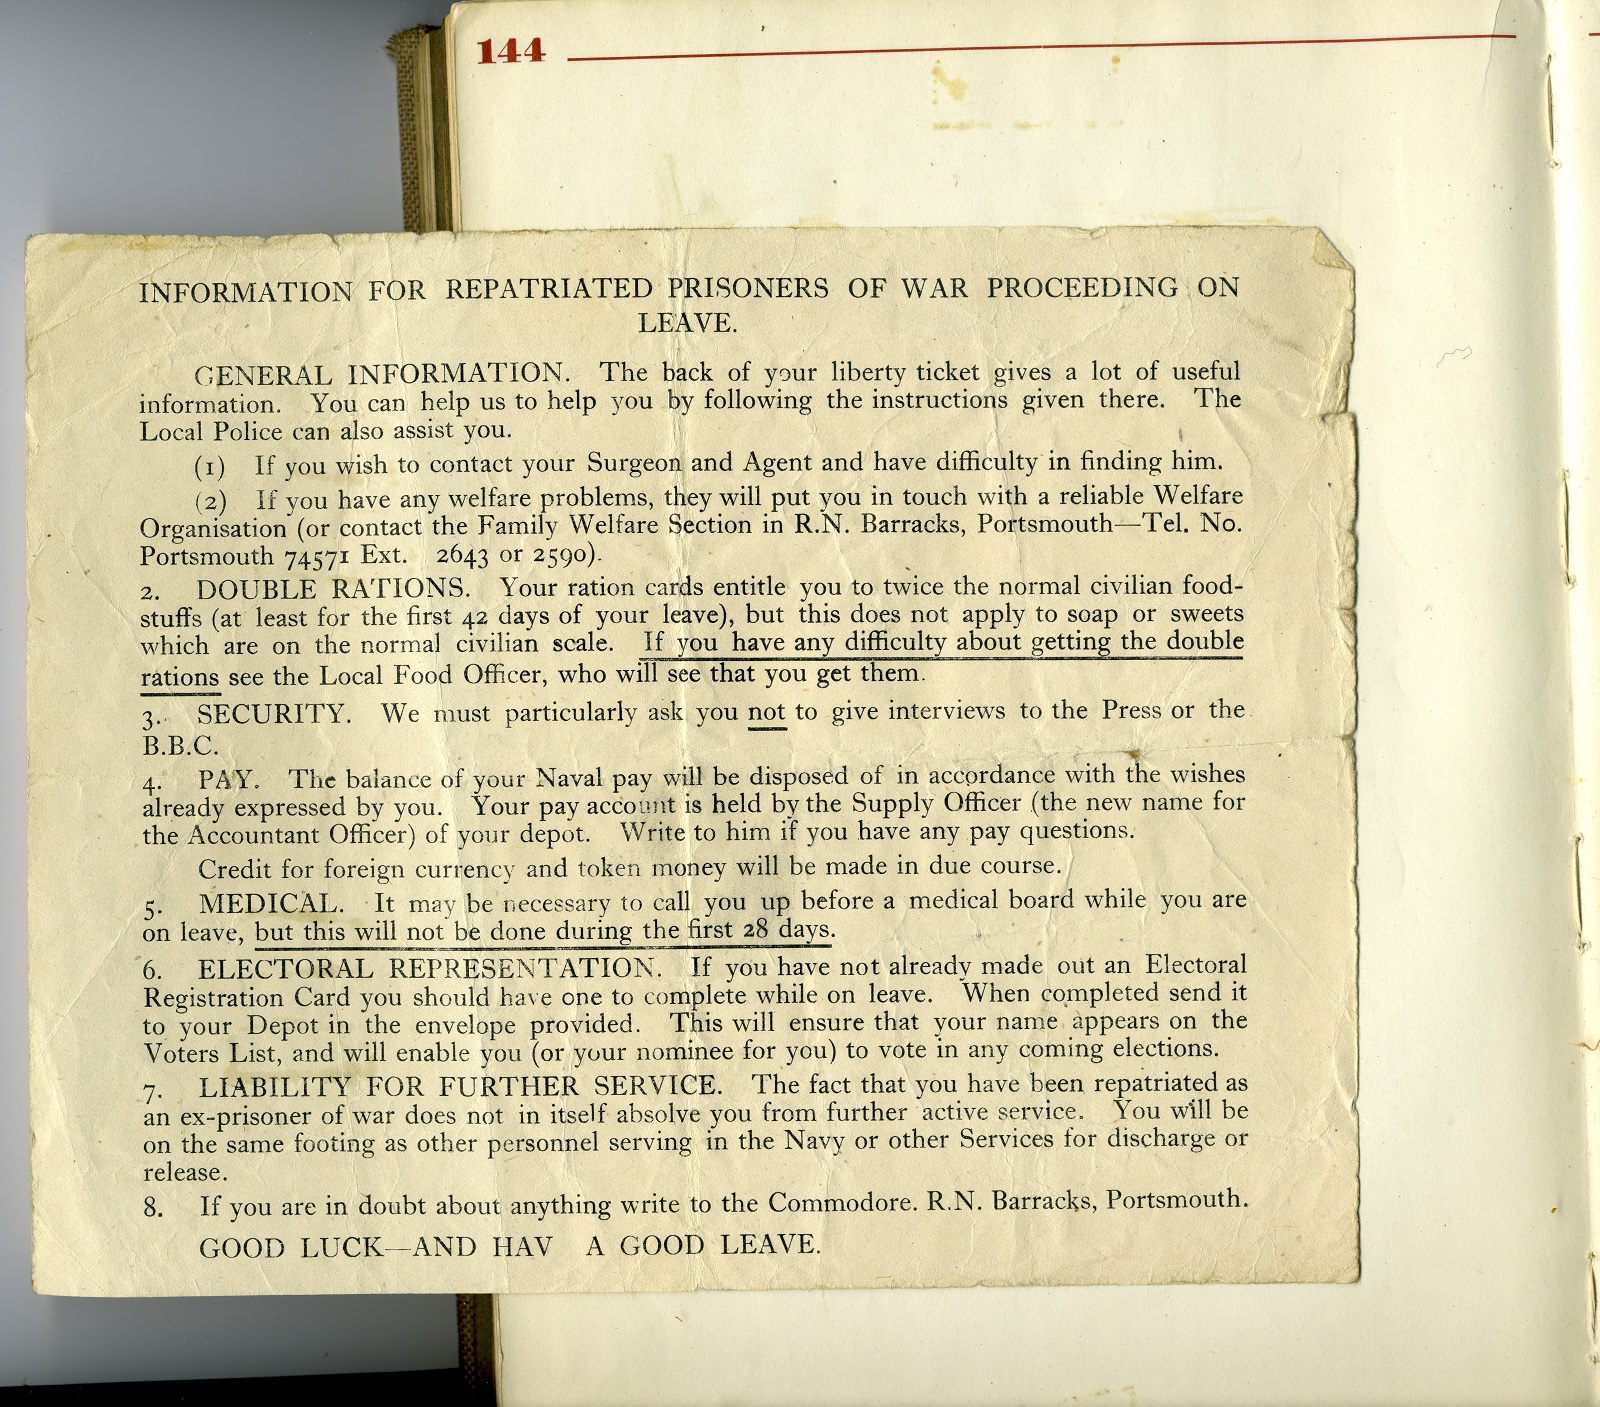 144
INFORMATION FOR REPATRIATED PRISONERS OF WAR PROCEEDING ON
LEAVE.
GENERAL INFORMATION. The back of your liberty ticket gives a lot of useful
information. You can help us to help you by following the instructions given there. The
Local Police can also assist you.
(1) If you wish to contact your Surgeon and Agent and have difficulty in finding him.
(2) If you have any welfare problems, they will put you in touch with a reliable Welfare
Organisation (or contact the Family Welfare Section in R.N. Barracks, Portsmouth—Tel. No.
Portsmouth 74571 Ext. 2643 or 2590).
2. DOUBLE RATIONS. Your ration cards entitle you to twice the normal civilian food-
stuffs (at least for the first 42 days of your leave), but this does not apply to soap or sweets
which are on the normal civilian scale. If you have any difficulty about getting the double
rations see the Local Food Officer, who will see that you get them.
3. SECURITY. We must particularly ask you not to give interviews to the Press or the
B.B.C.
4. PAY. The balance of your Naval pay will be disposed of in accordance with the wishes
already expressed by you. Your pay account is held by the Supply Officer (the new name for
the Accountant Officer) of your depot. Write to him if you have any pay questions.
Credit for foreign currency and token money will be made in due course.
5. MEDICAL. It may be necessary to call you up before a medical board while you are
on leave, but this will not be done during the first 28 days.
6. ELECTORAL REPRESENTATION. If you have not already made out an Electoral
Registration Card you should have one to complete while on leave. When completed send it
to your Depot in the envelope provided. This will ensure that your name appears on the
Voters List, and will enable you (or your nominee for you) to vote in any coming elections.
7. LIABILITY FOR FURTHER SERVICE. The fact that you have been repatriated as
an ex-prisoner of war does not in itself absolve you from further active service. You will be
on the same footing as other personnel serving in the Navy or other Services for discharge or
release.
8. If you are in doubt about anything write to the Commodore. R.N. Barracks, Portsmouth.
GOOD LUCK—AND HAV A GOOD LEAVE.